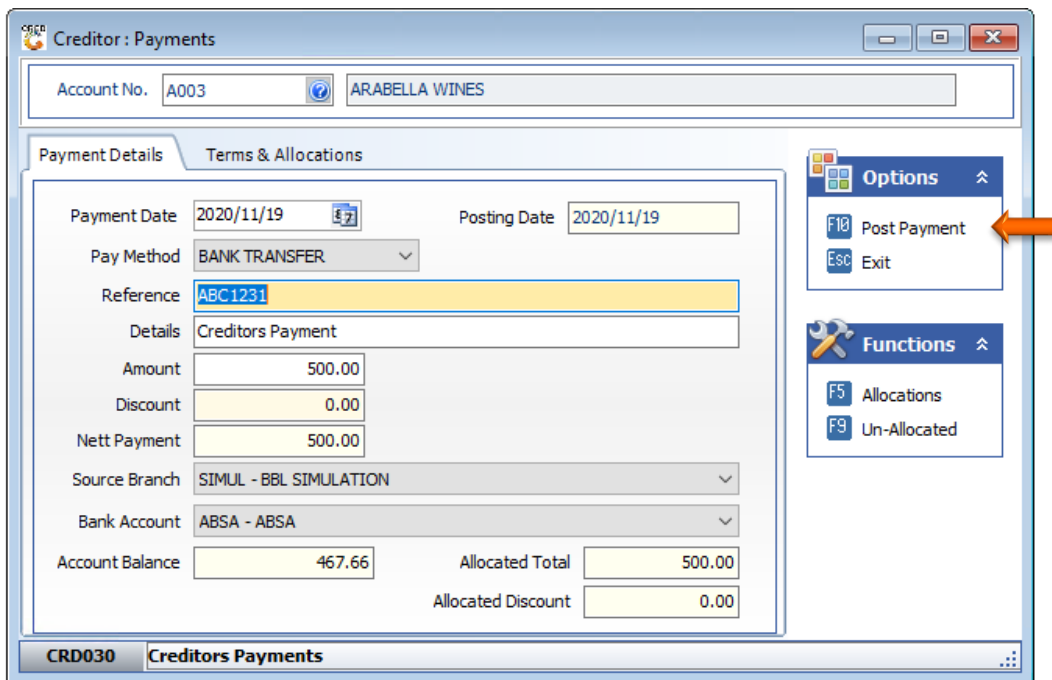 Creditor : Payments
Account No. A003 ARABELLA WINES
Payment Details Terms & Allocations
Payment Date 2020/11/19 Posting Date 2020/11/19
Pay Method BANK TRANSFER
Reference ABC1231
Details Creditors Payment
Amount 500.00
Discount 0.00
Nett Payment 500.00
Source Branch SIMUL - BBL SIMULATION
Bank Account ABSA - ABSA
Account Balance 467.66 Allocated Total 500.00
Allocated Discount 0.00
Options
F10 Post Payment
Esc Exit
Functions
F5 Allocations
F9 Un-Allocated
CRD030 Creditors Payments